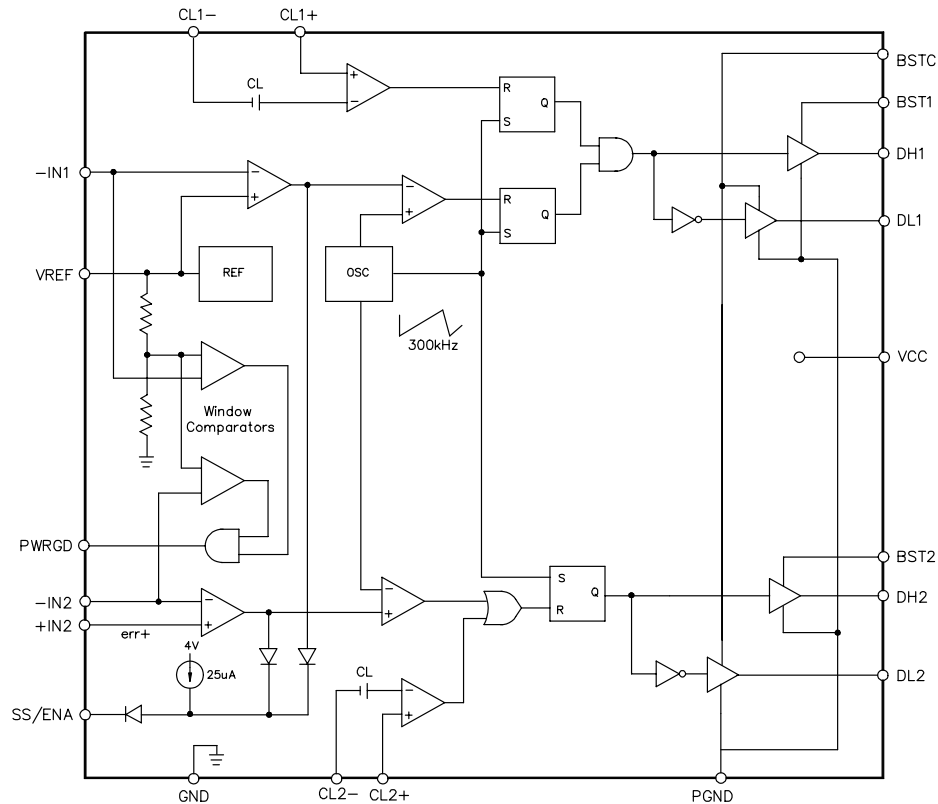 CL1- CL1+
BSTC
CL
+
-
R
Q
S
BST1
-IN1
-
+
-
+
R
Q
S
DH1
DL1
VREF
REF
OSC
300kHz
VCC
Window
Comparators
PWRGD
BST2
-IN2
+IN2
-
+
err+
-
+
S
Q
R
DH2
4V
25uA
CL
-
+
DL2
SS/ENA
GND
CL2- CL2+
PGND